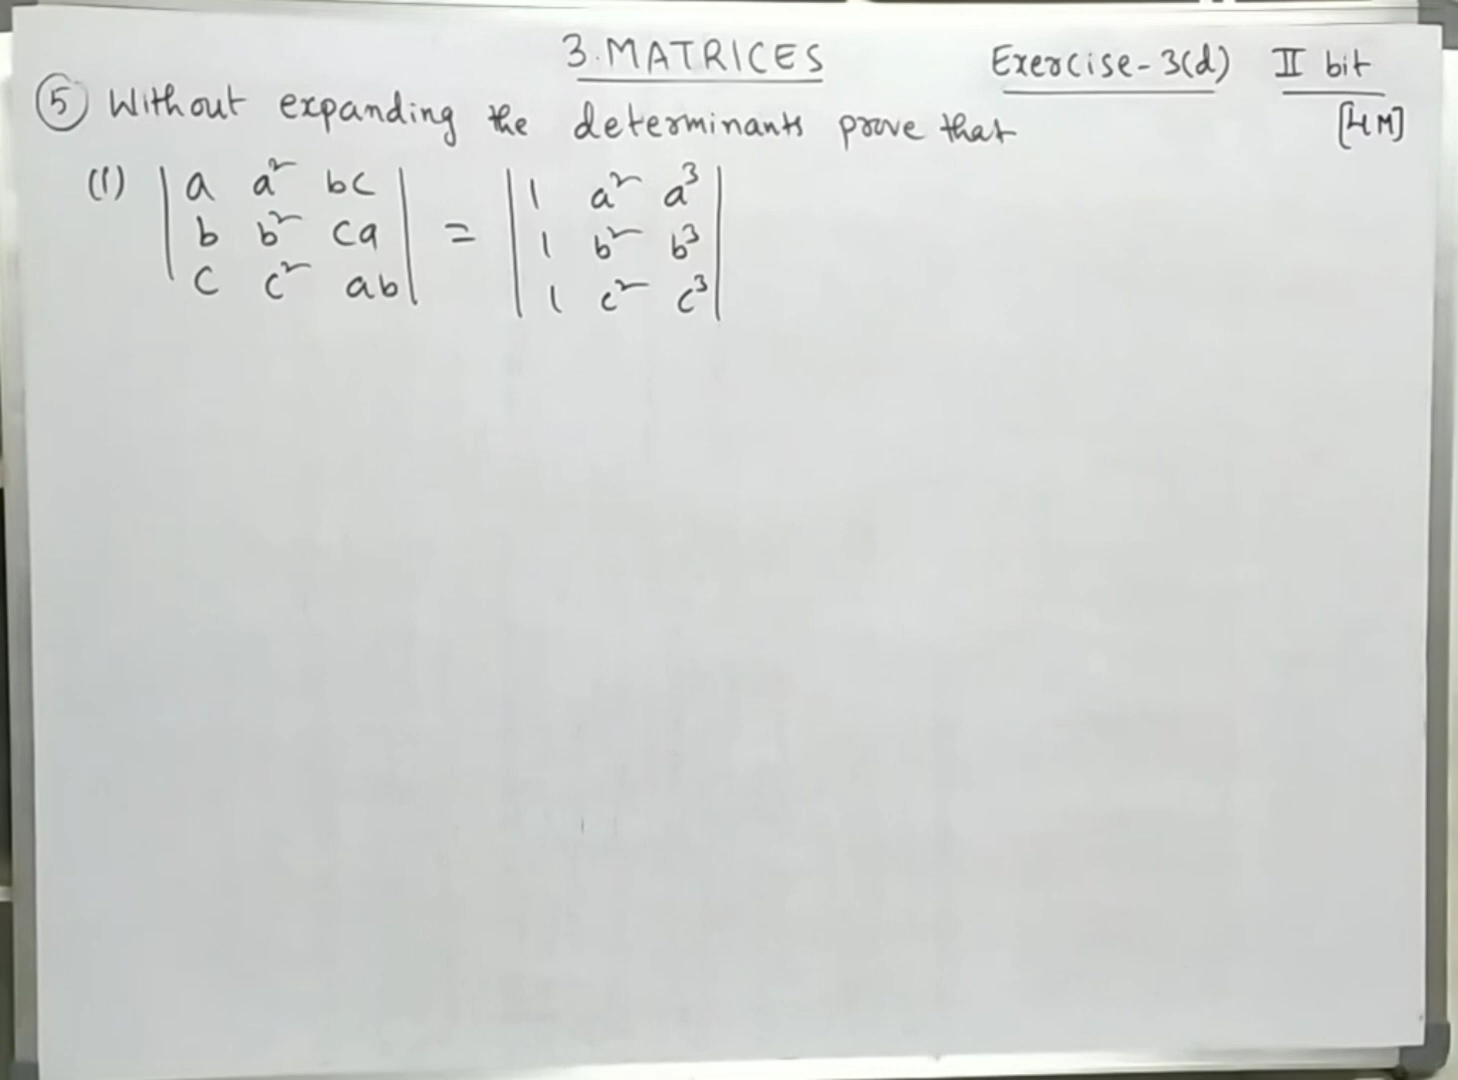 3.MATRICES Exercise-3(d) II bit
⑤ Without expanding the determinants prove that [4M]
(1) | a a² bc | = | 1 a² a³ |
| b b² ca | | 1 b² b³ |
| c c² ab | | 1 c² c³ |